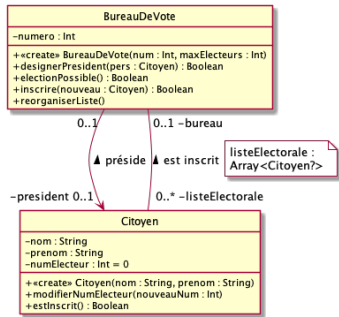 BureauDeVote
-numero : Int
+«create» BureauDeVote(num : Int, maxElecteurs : Int)
+designerPresident(pers : Citoyen) : Boolean
+electionPossible() : Boolean
+inscrire(nouveau : Citoyen) : Boolean
+reorganiserListe()
0..1
0..1 -bureau
préside
est inscrit
listeElectorale :
Array<Citoyen?>
-president 0..1
0..* -listeElectorale
Citoyen
-nom : String
-prenom : String
-numElecteur : Int = 0
+«create» Citoyen(nom : String, prenom : String)
+modifierNumElecteur(nouveauNum : Int)
+estInscrit() : Boolean